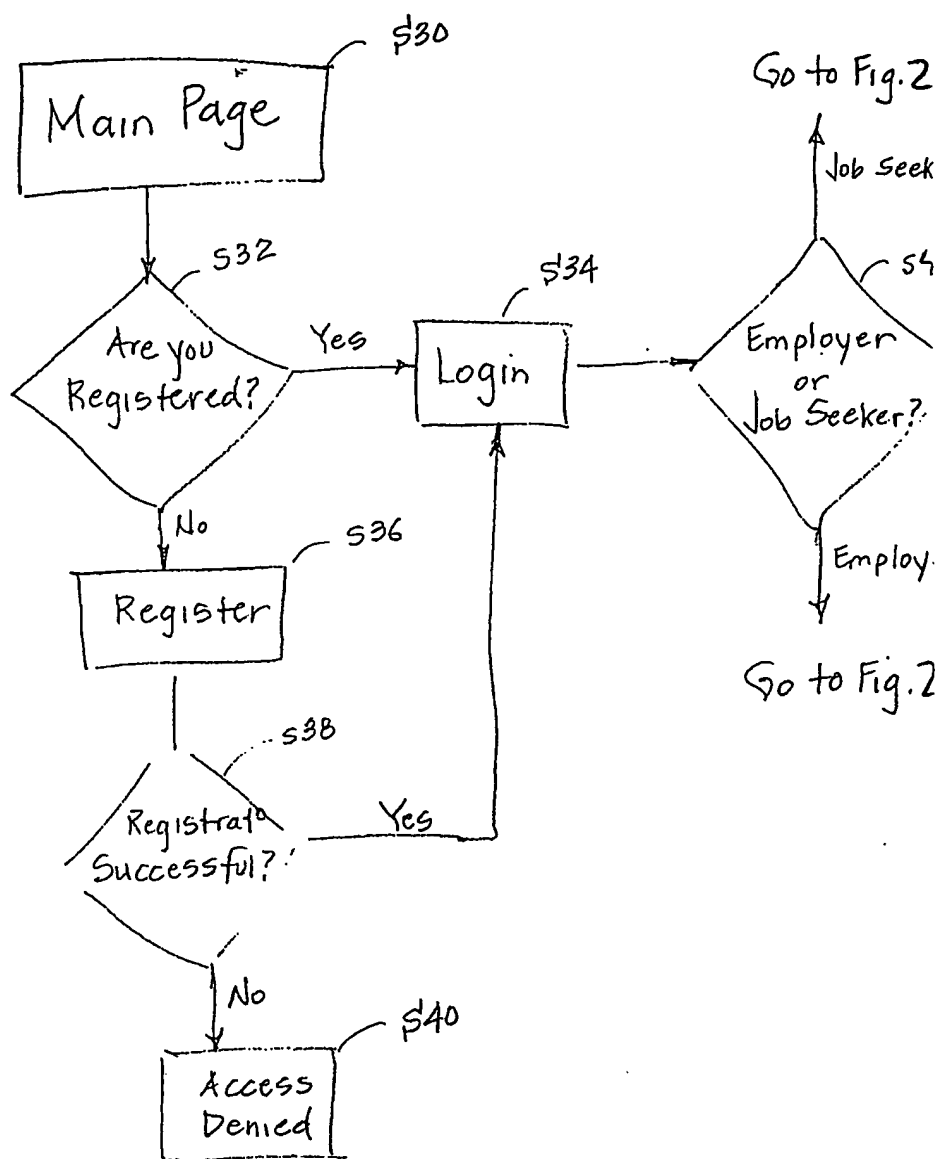 S30
Main Page
S32
Are you
Registered?
Yes
S34
Login
Go to Fig. 2
Job Seek
S4
Employer
or
Job Seeker?
Employ
Go to Fig. 2
No
S36
Register
S38
Registrat
Successful?
Yes
No
S40
Access
Denied